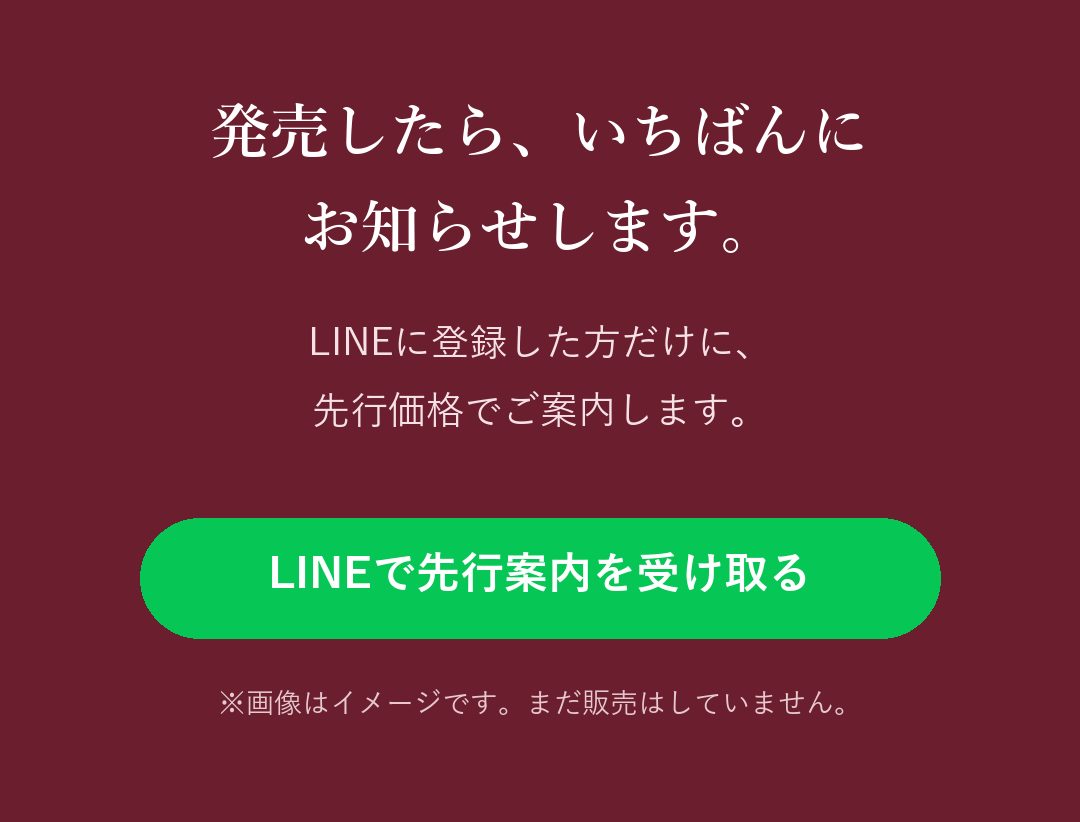 発売したら、いちばんに
お知らせします。
LINEに登録した方だけに、
先行価格でご案内します。
LINEで先行案内を受け取る
※画像はイメージです。まだ販売はしていません。